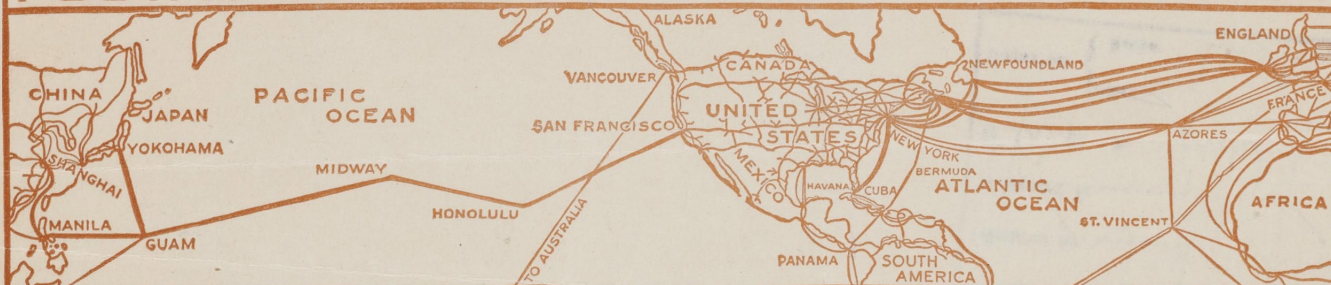 ALASKA
ENGLAND
CANADA
NEWFOUNDLAND
VANCOUVER
CHINA
PACIFIC
OCEAN
FRANCE
JAPAN
UNITED
STATES
SAN FRANCISCO
AZORES
YOKOHAMA
NEW YORK
SHANGHAI
MIDWAY
MEXICO
BERMUDA
HAVANA
CUBA
ATLANTIC
OCEAN
AFRICA
HONOLULU
MANILA
GUAM
ST. VINCENT
TO AUSTRALIA
PANAMA
SOUTH
AMERICA